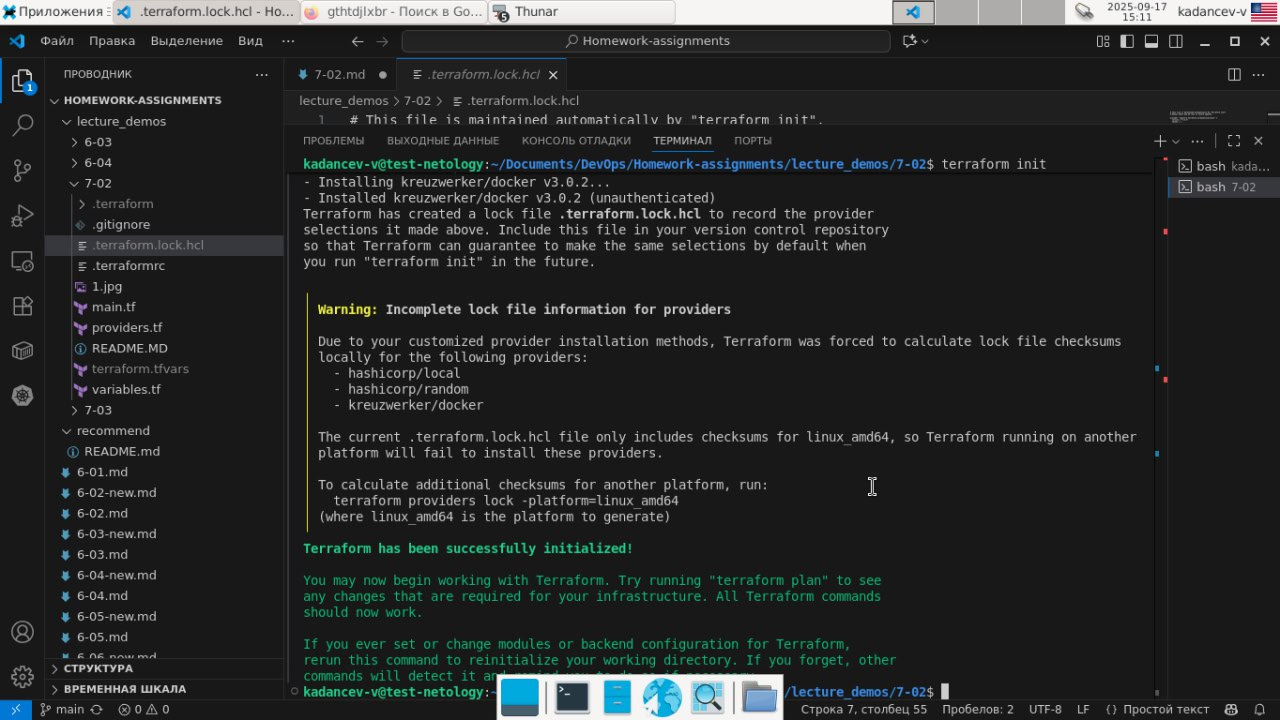 Приложения
.terraform.lock.hcl - Ho...
gthtdjlxbr - Поиск в Go...
5
Thunar
2025-09-17
15:11
kadancev-v
Файл Правка Выделение Вид ···
Homework-assignments
ПРОВОДНИК ···
7-02.md
.terraform.lock.hcl
1
HOMEWORK-ASSIGNMENTS
lecture_demos
6-03
6-04
7-02
.terraform
.gitignore
.terraform.lock.hcl
.terraformrc
1.jpg
main.tf
providers.tf
README.MD
terraform.tfvars
variables.tf
7-03
recommend
README.md
6-01.md
6-02-new.md
6-02.md
6-03-new.md
6-03.md
6-04-new.md
6-04.md
6-05-new.md
6-05.md
6-06-new.md
СТРУКТУРА
ВРЕМЕННАЯ ШКАЛА
lecture_demos > 7-02 > .terraform.lock.hcl
1 # This file is maintained automatically by "terraform init".
ПРОБЛЕМЫ ВЫХОДНЫЕ ДАННЫЕ КОНСОЛЬ ОТЛАДКИ ТЕРМИНАЛ ПОРТЫ
kadancev-v@test-netology:~/Documents/DevOps/Homework-assignments/lecture_demos/7-02$ terraform init
- Installing kreuzwerker/docker v3.0.2...
- Installed kreuzwerker/docker v3.0.2 (unauthenticated)
Terraform has created a lock file .terraform.lock.hcl to record the provider
selections it made above. Include this file in your version control repository
so that Terraform can guarantee to make the same selections by default when
you run "terraform init" in the future.
Warning: Incomplete lock file information for providers
Due to your customized provider installation methods, Terraform was forced to calculate lock file checksums
locally for the following providers:
- hashicorp/local
- hashicorp/random
- kreuzwerker/docker
The current .terraform.lock.hcl file only includes checksums for linux_amd64, so Terraform running on another
platform will fail to install these providers.
To calculate additional checksums for another platform, run:
terraform providers lock -platform=linux_amd64
(where linux_amd64 is the platform to generate)
Terraform has been successfully initialized!
You may now begin working with Terraform. Try running "terraform plan" to see
any changes that are required for your infrastructure. All Terraform commands
should now work.
If you ever set or change modules or backend configuration for Terraform,
rerun this command to reinitialize your working directory. If you forget, other
commands will detect it and
kadancev-v@test-netology: /lecture_demos/7-02$
bash kada...
bash 7-02
main 0 0 Строка 7, столбец 55 Пробелов: 2 UTF-8 LF Простой текст